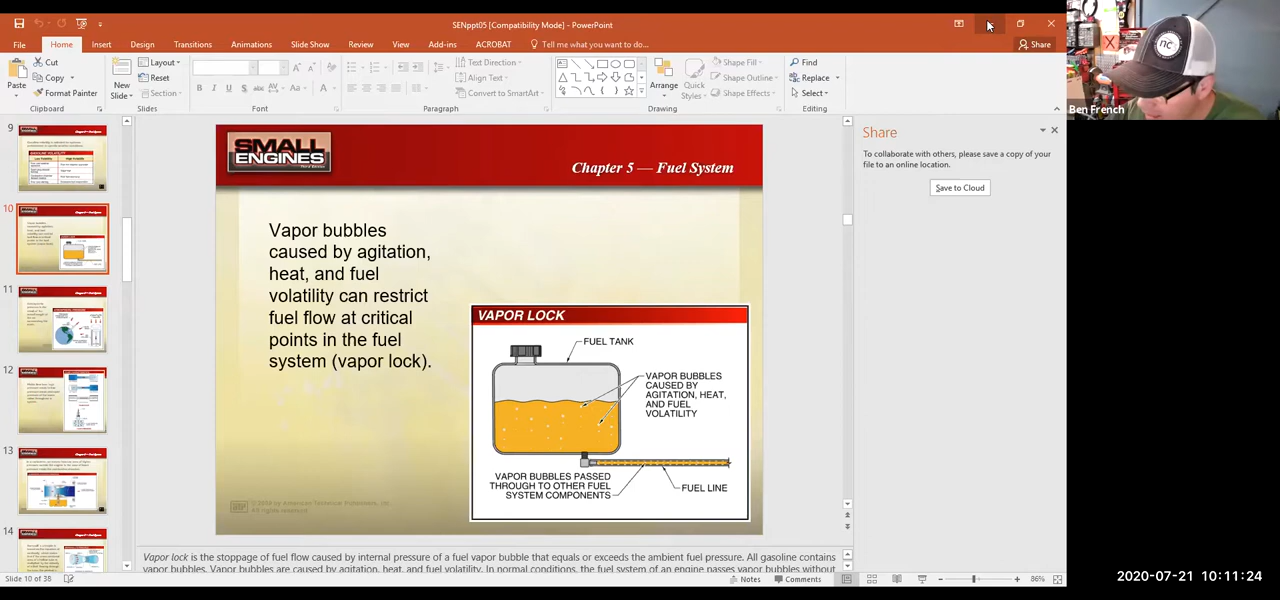 SENppt05 [Compatibility Mode] - PowerPoint
File Home Insert Design Transitions Animations Slide Show Review View Add-ins ACROBAT Tell me what you want to do... Share
Paste
Cut
Copy
Format Painter
Clipboard
New
Slide
Layout
Reset
Section
Slides
Font
Text Direction
Align Text
Convert to SmartArt
Paragraph
Arrange
Quick
Styles
Shape Fill
Shape Outline
Shape Effects
Drawing
Find
Replace
Select
Editing
Ben French
9
10
11
12
13
14
SMALL
ENGINES
Chapter 5 — Fuel System
Vapor bubbles
caused by agitation,
heat, and fuel
volatility can restrict
fuel flow at critical
points in the fuel
system (vapor lock).
VAPOR LOCK
FUEL TANK
VAPOR BUBBLES
CAUSED BY
AGITATION, HEAT,
AND FUEL
VOLATILITY
VAPOR BUBBLES PASSED
THROUGH TO OTHER FUEL
SYSTEM COMPONENTS
FUEL LINE
Share
To collaborate with others, please save a copy of your
file to an online location.
Save to Cloud
Vapor lock is the stoppage of fuel flow caused by internal pressure of a fuel vapor bubble that equals or exceeds the ambient fuel pressure. All gasoline contains
vapor bubbles. Vapor bubbles are caused by agitation, heat, and fuel volatility. In normal conditions, the fuel system of an engine passes vapor bubbles without
Slide 10 of 38
Notes Comments 86%
2020-07-21 10:11:24